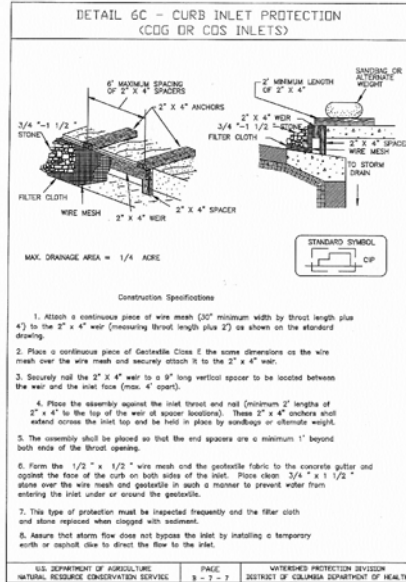 DETAIL 6C - CURB INLET PROTECTION
(COG OR COS INLETS)
6' MAXIMUM SPACING
OF 2" X 4" SPACERS
2" X 4" ANCHORS
3/4 "-1 1/2 "
STONE
FILTER CLOTH
WIRE MESH
2" X 4" WEIR
2" X 4" SPACER
SANDBAG OR
ALTERNATE
WEIGHT
2' MINIMUM LENGTH
OF 2" X 4"
2" X 4" WEIR
3/4"-1 1/2 " STONE
FILTER CLOTH
2" X 4" SPACER
WIRE MESH
TO STORM
DRAIN
MAX. DRAINAGE AREA = 1/4 ACRE
STANDARD SYMBOL
CIP
Construction Specifications
1. Attach a continuous piece of wire mesh (30" minimum width by throat length plus
4') to the 2" x 4" weir (measuring throat length plus 2') as shown on the standard
drawing.
2. Place a continuous piece of Geotextile Class E the same dimensions as the wire
mesh over the wire mesh and securely attach it to the 2" x 4" weir.
3. Securely nail the 2" X 4" weir to a 9" long vertical spacer to be located between
the weir and the inlet face (max. 4' apart).
4. Place the assembly against the inlet throat and nail (minimum 2' lengths of
2" x 4" to the top of the weir at spacer locations). These 2" x 4" anchors shall
extend across the inlet top and be held in place by sandbags or alternate weight.
5. The assembly shall be placed so that the end spacers are a minimum 1' beyond
both ends of the throat opening.
6. Form the 1/2 " x 1/2 " wire mesh and the geotextile fabric to the concrete gutter and
against the face of the curb on both sides of the inlet. Place clean 3/4 " x 1 1/2 "
stone over the wire mesh and geotextile in such a manner to prevent water from
entering the inlet under or around the geotextile.
7. This type of protection must be inspected frequently and the filter cloth
and stone replaced when clogged with sediment.
8. Assure that storm flow does not bypass the inlet by installing a temporary
earth or asphalt dike to direct the flow to the inlet.
U.S. DEPARTMENT OF AGRICULTURE
NATURAL RESOURCE CONSERVATION SERVICE
PAGE
B - 7 - 7
WATERSHED PROTECTION DIVISION
DISTRICT OF COLUMBIA DEPARTMENT OF HEALTH